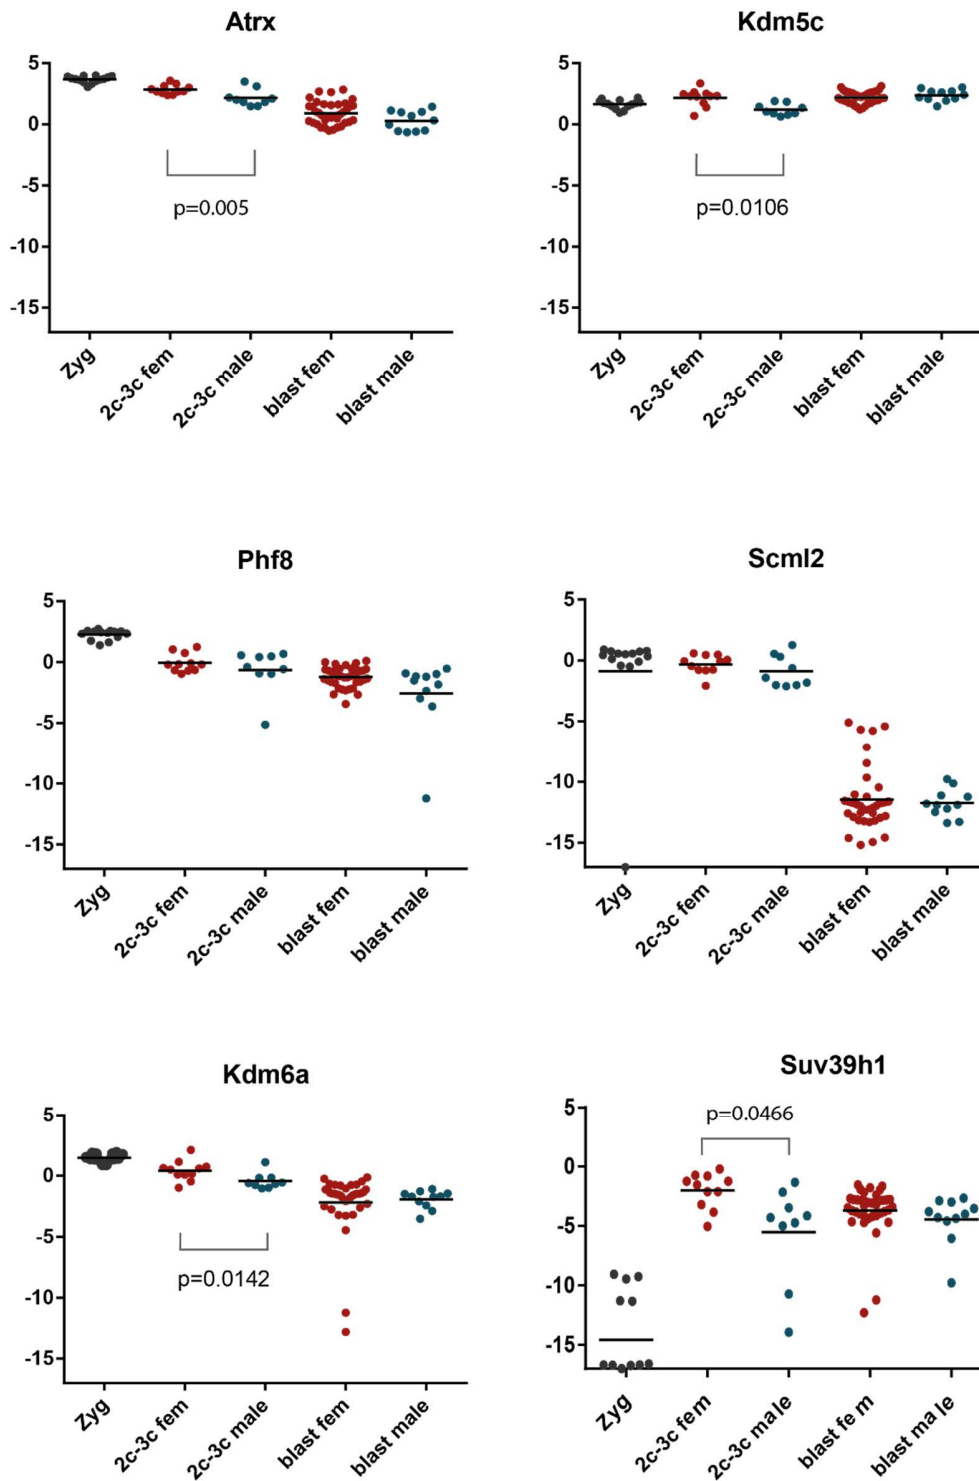 Atrx
5
0
-5
-10
-15
p=0.005
Zyg
2c-3c fem
2c-3c male
blast fem
blast male
Kdm5c
5
0
-5
-10
-15
p=0.0106
Zyg
2c-3c fem
2c-3c male
blast fem
blast male
Phf8
5
0
-5
-10
-15
Zyg
2c-3c fem
2c-3c male
blast fem
blast male
Scml2
5
0
-5
-10
-15
Zyg
2c-3c fem
2c-3c male
blast fem
blast male
Kdm6a
5
0
-5
-10
-15
p=0.0142
Zyg
2c-3c fem
2c-3c male
blast fem
blast male
Suv39h1
5
0
-5
-10
-15
p=0.0466
Zyg
2c-3c fem
2c-3c male
blast fe m
blast ma le